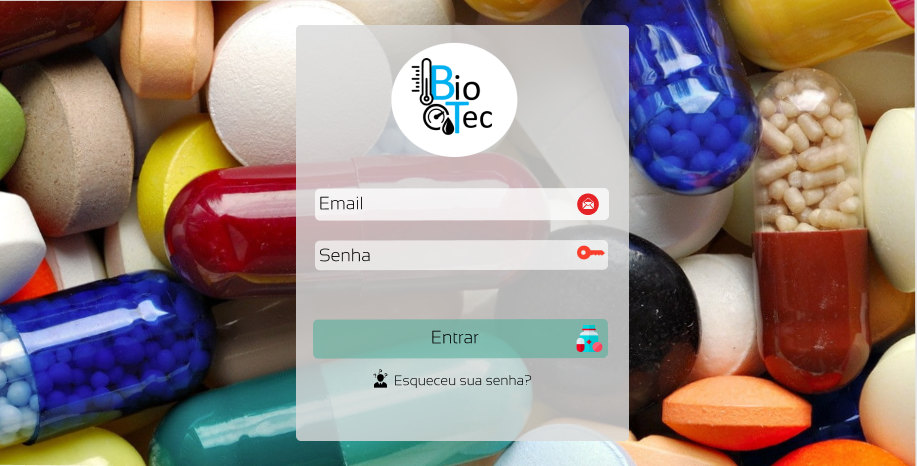 Bio
Tec
Email
Senha
Entrar
Esqueceu sua senha?